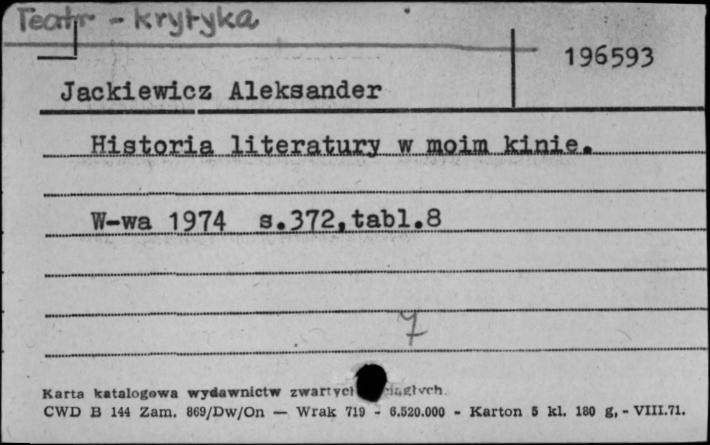 Teatr - krytyka
196593
Jackiewicz Aleksander
Historia literatury w moim kinie.
W-wa 1974 s.372,tabl.8
7
Karta katalogowa wydawnictw
CWD B 144 Zam. 869/Dw/On — Wrak 719 - 6.520.000 - Karton 5 kl. 180 g, - VIII.71.